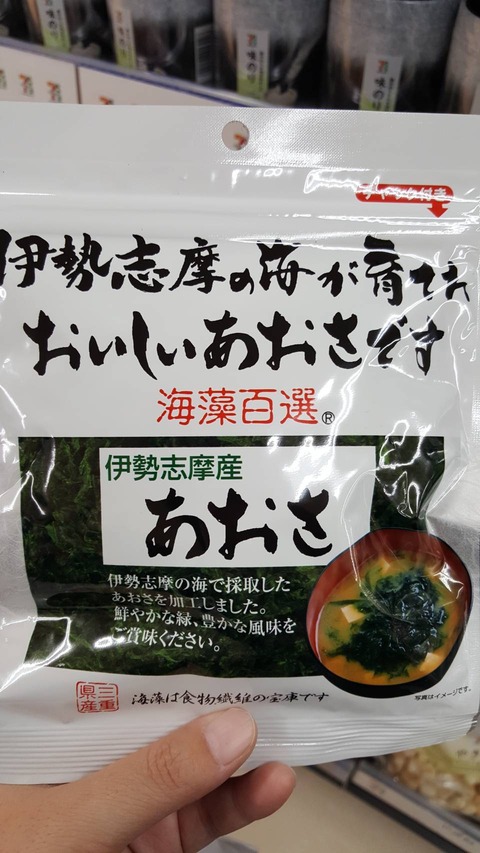 味の
味の
チャック付き
伊勢志摩の海が育てた
おいしいあおさです
海藻百選®
伊勢志摩産
あおさ
伊勢志摩の海で採取した
あおさを加工しました。
鮮やかな緑、豊かな風味を
ご賞味ください。
写真はイメージです。
三重
県産
海藻は食物繊維の宝庫です